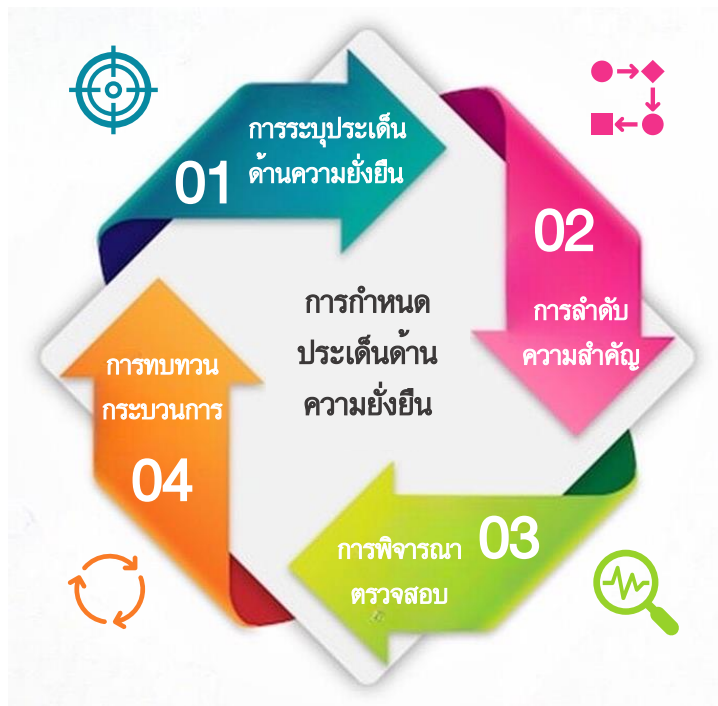 01
การระบุประเด็น
ด้านความยั่งยืน
02
การลำดับ
ความสำคัญ
การกำหนด
ประเด็นด้าน
ความยั่งยืน
03
การพิจารณา
ตรวจสอบ
การทบทวน
กระบวนการ
04